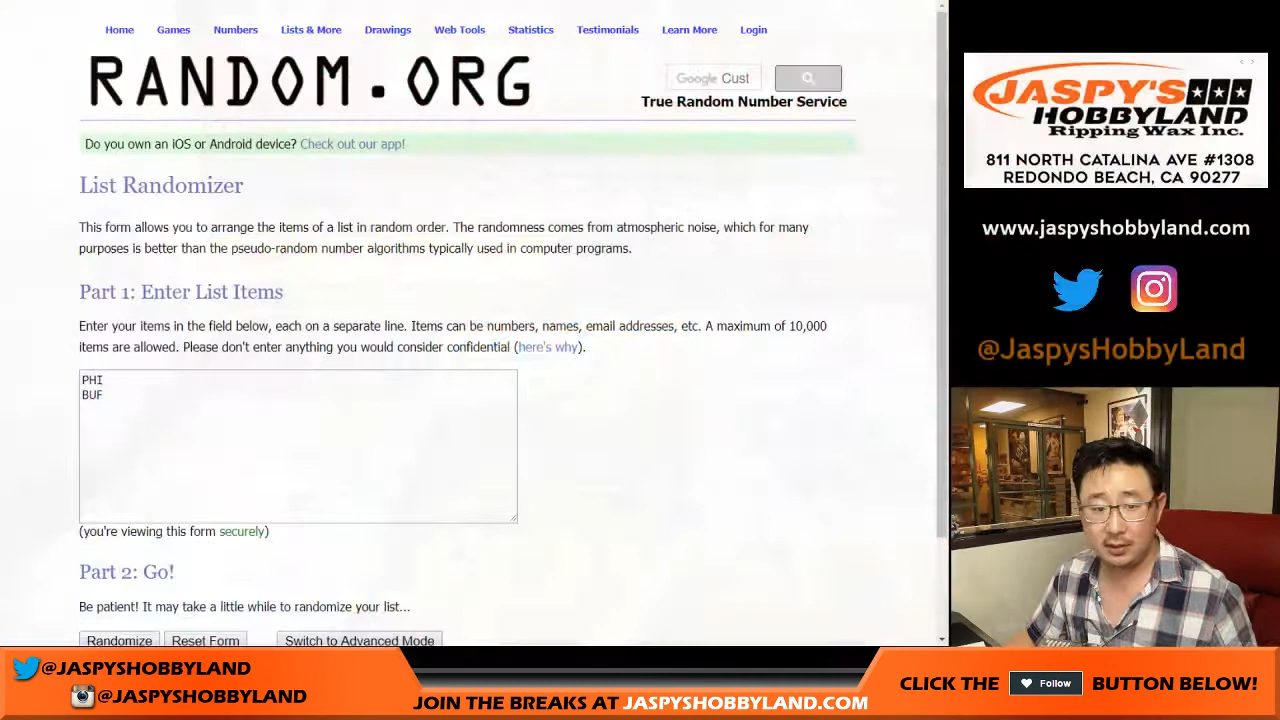 Home Games Numbers Lists & More Drawings Web Tools Statistics Testimonials Learn More Login
RANDOM.ORG
Google Cust
True Random Number Service
Do you own an iOS or Android device? Check out our app!
List Randomizer
This form allows you to arrange the items of a list in random order. The randomness comes from atmospheric noise, which for many
purposes is better than the pseudo-random number algorithms typically used in computer programs.
Part 1: Enter List Items
Enter your items in the field below, each on a separate line. Items can be numbers, names, email addresses, etc. A maximum of 10,000
items are allowed. Please don't enter anything you would consider confidential (here's why).
PHI
BUF
(you're viewing this form securely)
Part 2: Go!
Be patient! It may take a little while to randomize your list...
Randomize Reset Form Switch to Advanced Mode
JASPY'S
HOBBYLAND
Ripping Wax Inc.
811 NORTH CATALINA AVE #1308
REDONDO BEACH, CA 90277
www.jaspyshobbyland.com
@JaspysHobbyLand
@JASPYSHOBBYLAND
@JASPYSHOBBYLAND
JOIN THE BREAKS AT JASPYSHOBBYLAND.COM
CLICK THE Follow BUTTON BELOW!